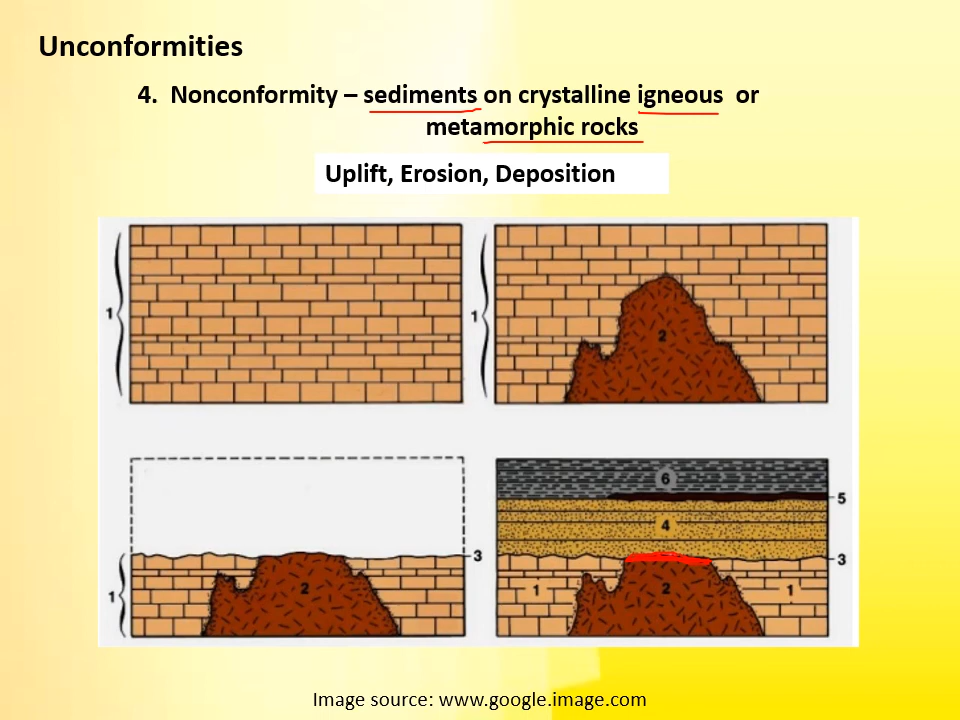 Unconformities
4. Nonconformity – sediments on crystalline igneous or
metamorphic rocks
Uplift, Erosion, Deposition
1
1
2
1
2
3
6
5
4
3
1
2
1
Image source: www.google.image.com